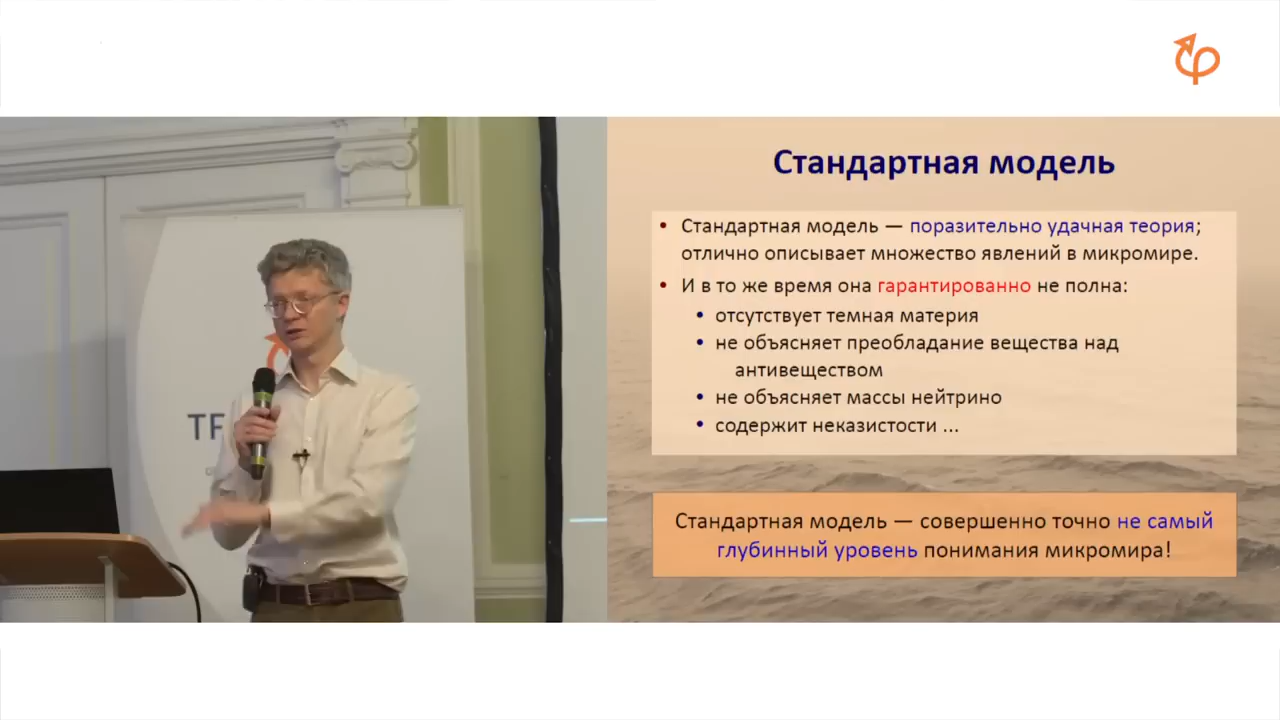 Стандартная модель
• Стандартная модель — поразительно удачная теория;
отлично описывает множество явлений в микромире.
• И в то же время она гарантированно не полна:
• отсутствует темная материя
• не объясняет преобладание вещества над
антивеществом
• не объясняет массы нейтрино
• содержит неказистости ...
Стандартная модель — совершенно точно не самый
глубинный уровень понимания микромира!